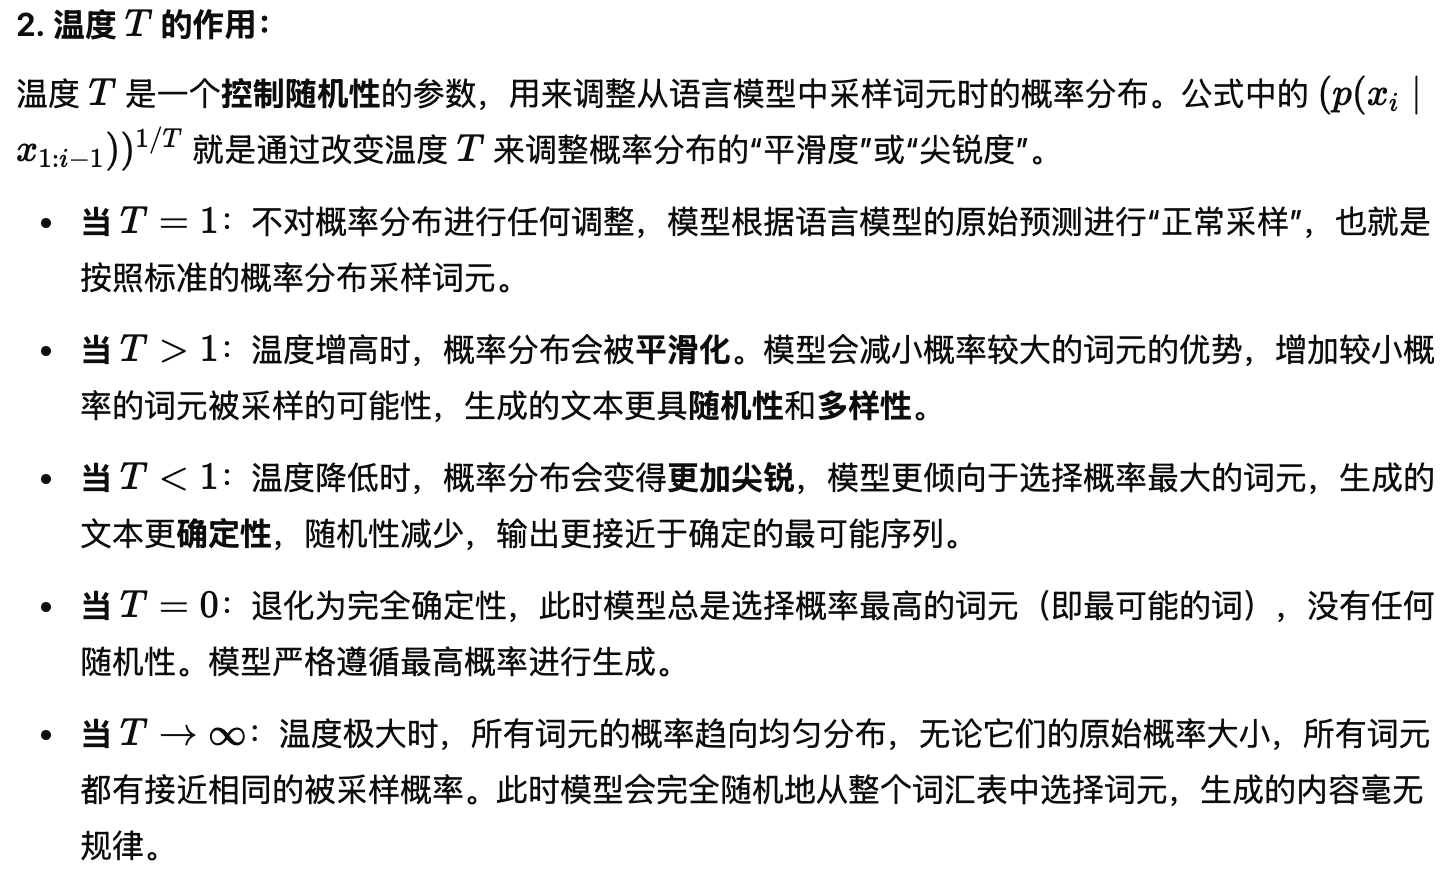 2. 温度 T 的作用：
温度 T 是一个控制随机性的参数，用来调整从语言模型中采样词元时的概率分布。公式中的 (p(xᵢ |
x₁:ᵢ₋₁))^{1/T} 就是通过改变温度 T 来调整概率分布的“平滑度”或“尖锐度”。
• 当 T = 1：不对概率分布进行任何调整，模型根据语言模型的原始预测进行“正常采样”，也就是
按照标准的概率分布采样词元。
• 当 T > 1：温度增高时，概率分布会被平滑化。模型会减小概率较大的词元的优势，增加较小概
率的词元被采样的可能性，生成的文本更具随机性和多样性。
• 当 T < 1：温度降低时，概率分布会变得更加尖锐，模型更倾向于选择概率最大的词元，生成的
文本更确定性，随机性减少，输出更接近于确定的最可能序列。
• 当 T = 0：退化为完全确定性，此时模型总是选择概率最高的词元（即最可能的词），没有任何
随机性。模型严格遵循最高概率进行生成。
• 当 T → ∞：温度极大时，所有词元的概率趋向均匀分布，无论它们的原始概率大小，所有词元
都有接近相同的被采样概率。此时模型会完全随机地从整个词汇表中选择词元，生成的内容毫无
规律。